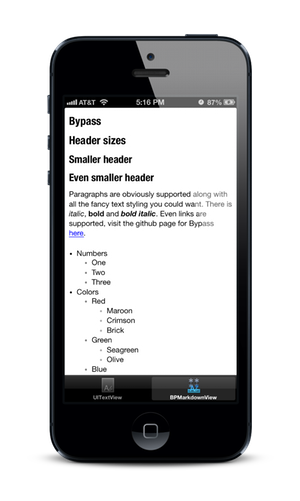 AT&T 5:16 PM 87%
Bypass
Header sizes
Smaller header
Even smaller header
Paragraphs are obviously supported along with
all the fancy text styling you could want. There is
italic, bold and bold italic. Even links are
supported, visit the github page for Bypass
here.
• Numbers
◦ One
◦ Two
◦ Three
• Colors
◦ Red
◦ Maroon
◦ Crimson
◦ Brick
◦ Green
◦ Seagreen
◦ Olive
◦ Blue
UITextView BPMarkdownView